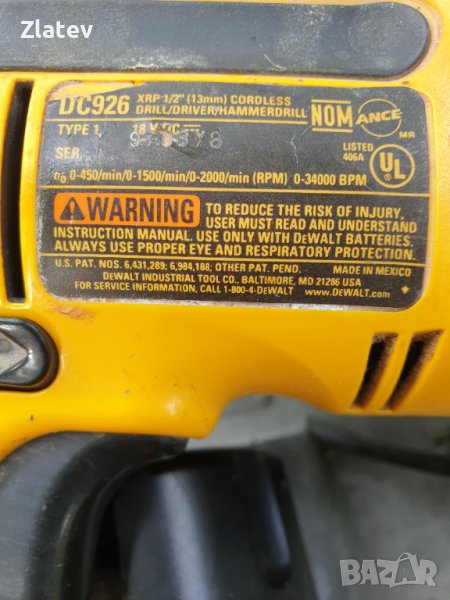 Zlatev
DC926 XRP 1/2" (13mm) CORDLESS
DRILL/DRIVER/HAMMERDRILL
NOM ANCE MR
TYPE 1 18 V DC
SER.
LISTED
406A
UL
n0 0-450/min/0-1500/min/0-2000/min (RPM) 0-34000 BPM
WARNING TO REDUCE THE RISK OF INJURY,
USER MUST READ AND UNDERSTAND
INSTRUCTION MANUAL. USE ONLY WITH DEWALT BATTERIES.
ALWAYS USE PROPER EYE AND RESPIRATORY PROTECTION.
U.S. PAT. NOS. 6,431,289; 6,984,188; OTHER PAT. PEND. MADE IN MEXICO
DEWALT INDUSTRIAL TOOL CO., BALTIMORE, MD 21286 USA
FOR SERVICE INFORMATION, CALL 1-800-4-DEWALT www.DEWALT.com
BAZAR